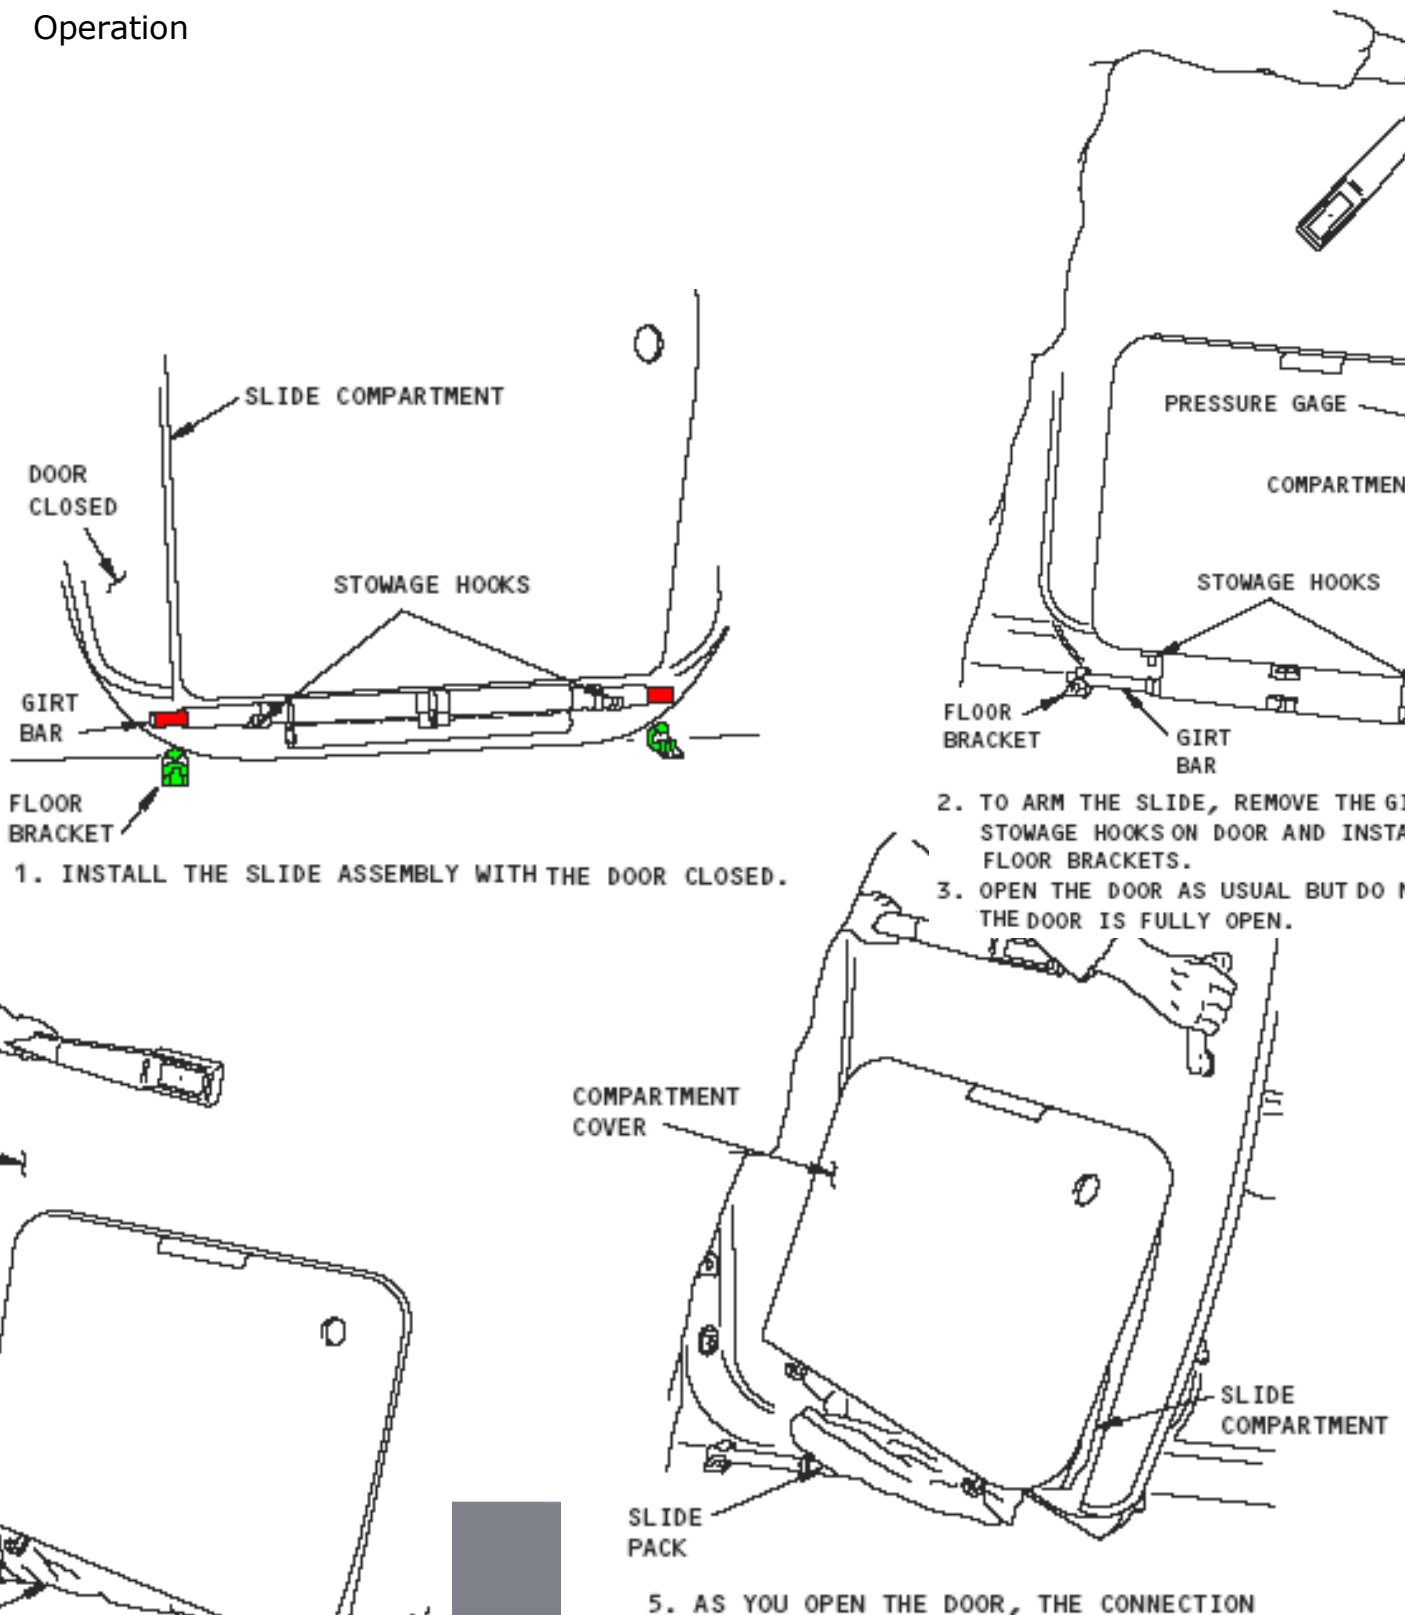 Operation
SLIDE COMPARTMENT
DOOR
CLOSED
STOWAGE HOOKS
GIRT
BAR
FLOOR
BRACKET
1. INSTALL THE SLIDE ASSEMBLY WITH THE DOOR CLOSED.
PRESSURE GAGE
COMPARTMEN
STOWAGE HOOKS
FLOOR
BRACKET
GIRT
BAR
2. TO ARM THE SLIDE, REMOVE THE GI
STOWAGE HOOKS ON DOOR AND INSTA
FLOOR BRACKETS.
3. OPEN THE DOOR AS USUAL BUT DO N
THE DOOR IS FULLY OPEN.
COMPARTMENT
COVER
SLIDE
COMPARTMENT
SLIDE
PACK
5. AS YOU OPEN THE DOOR, THE CONNECTION